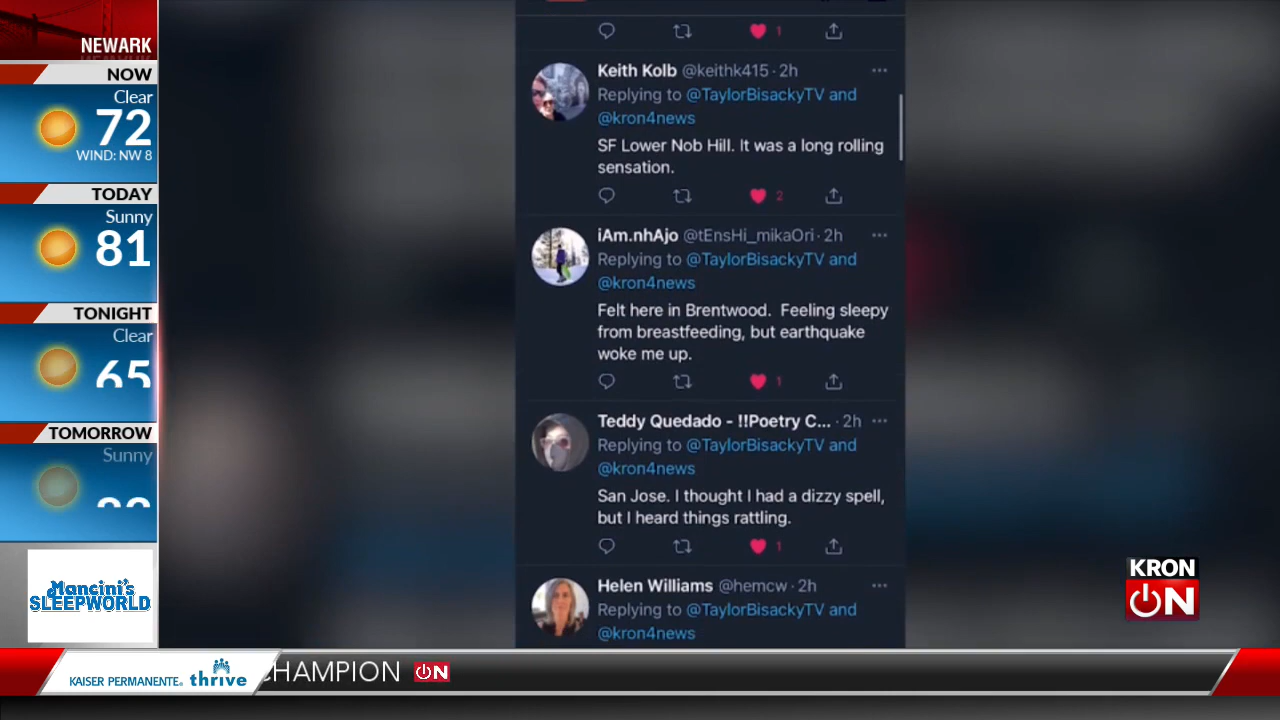 NEWARK
NOW
Clear
72
WIND: NW 8
TODAY
Sunny
81
TONIGHT
Clear
65
TOMORROW
Sunny
Mancini's
SLEEPWORLD
1
Keith Kolb @keithk415 · 2h
Replying to @TaylorBisackyTV and
@kron4news
SF Lower Nob Hill. It was a long rolling
sensation.
2
iAm.nhAjo @tEnsHi_mikaOri · 2h
Replying to @TaylorBisackyTV and
@kron4news
Felt here in Brentwood. Feeling sleepy
from breastfeeding, but earthquake
woke me up.
1
Teddy Quedado - !!Poetry C... · 2h
Replying to @TaylorBisackyTV and
@kron4news
San Jose. I thought I had a dizzy spell,
but I heard things rattling.
1
Helen Williams @hemcw · 2h
Replying to @TaylorBisackyTV and
@kron4news
KRON
ON
KAISER PERMANENTE® thrive
CHAMPION ON